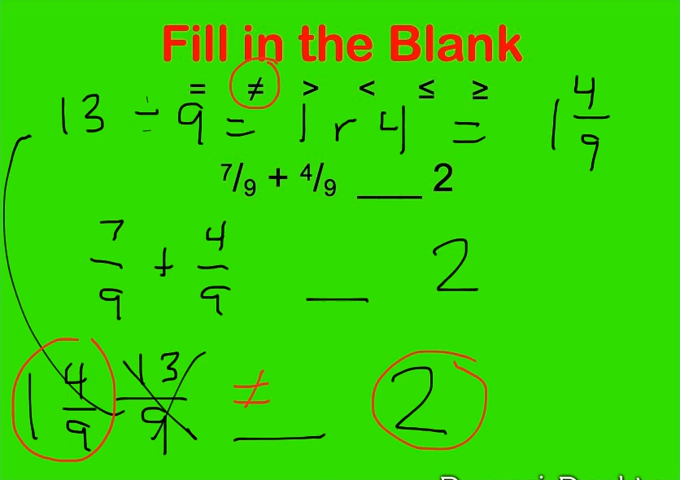 Fill in the Blank
= ≠ > < ≤ ≥
13 ÷ 9 = 1 r 4 = 1 4/9
7/9 + 4/9 ___ 2
7/9 + 4/9 __ 2
1 4/9 13/9 ≠ ___ 2